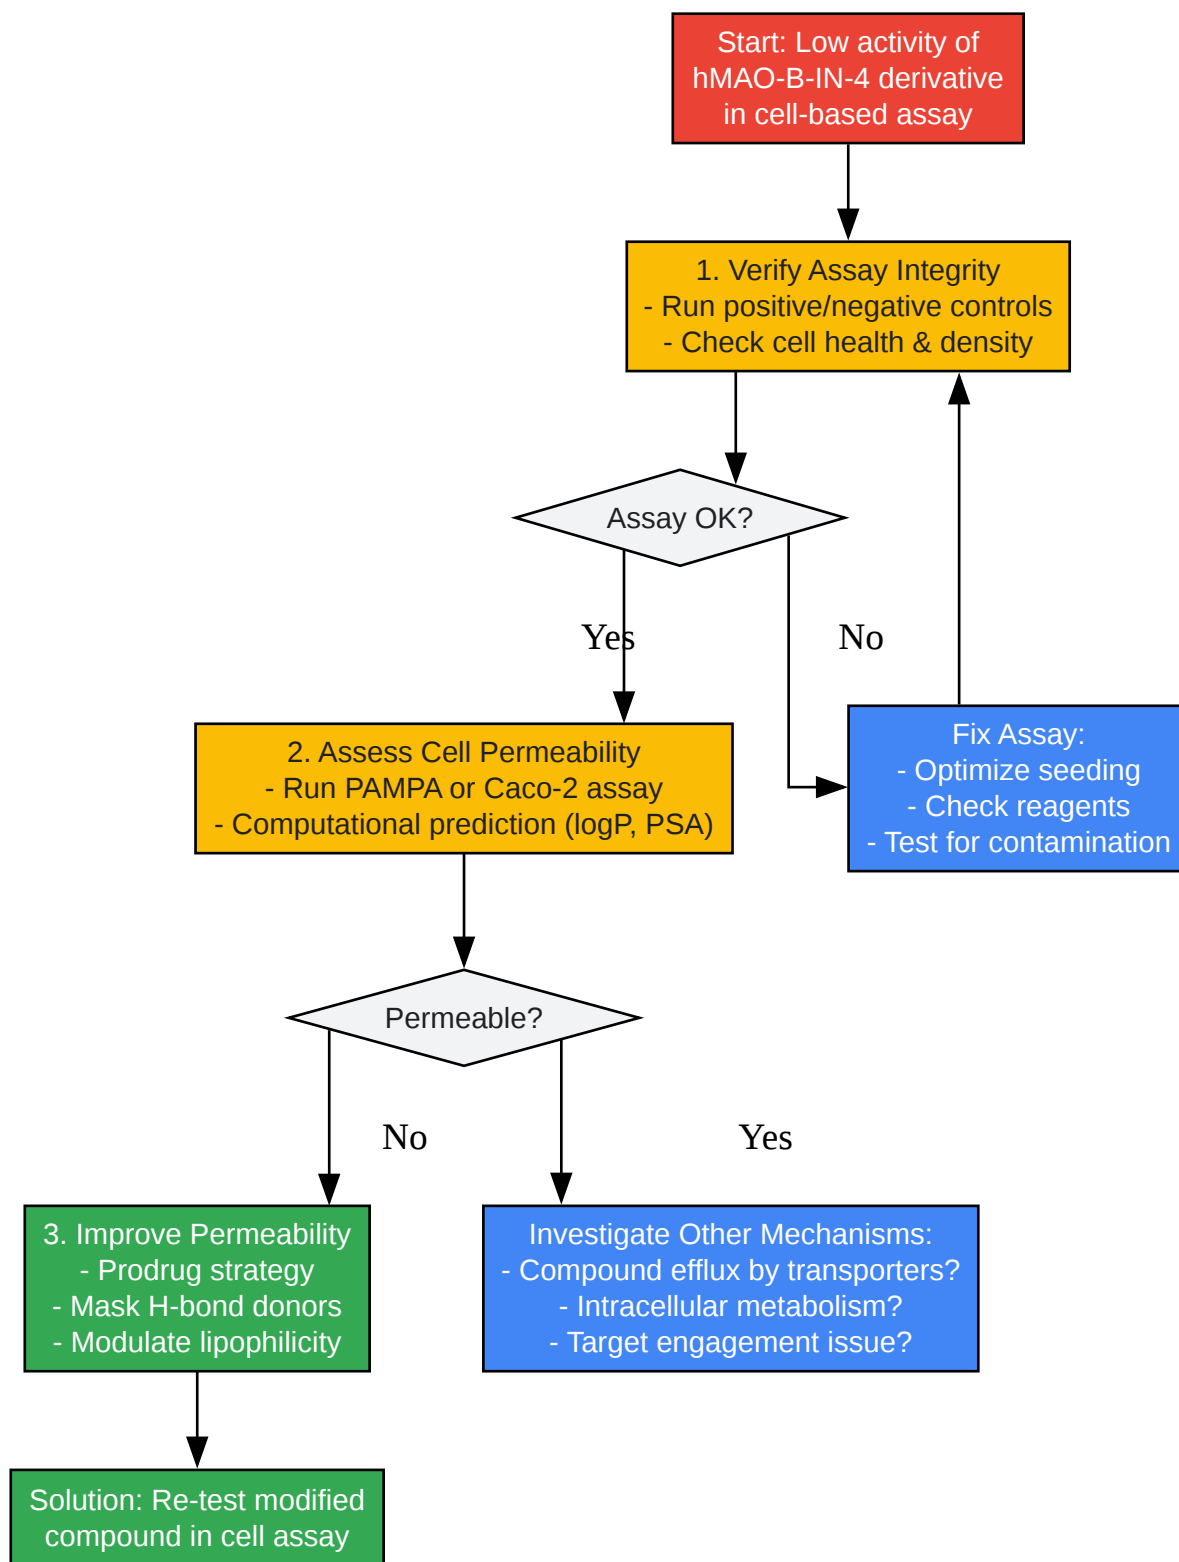 Start: Low activity of
hMAO-B-IN-4 derivative
in cell-based assay
1. Verify Assay Integrity
- Run positive/negative controls
- Check cell health & density
Assay OK?
Yes
No
Fix Assay:
- Optimize seeding
- Check reagents
- Test for contamination
2. Assess Cell Permeability
- Run PAMPA or Caco-2 assay
- Computational prediction (logP, PSA)
Permeable?
No
Yes
3. Improve Permeability
- Prodrug strategy
- Mask H-bond donors
- Modulate lipophilicity
Investigate Other Mechanisms:
- Compound efflux by transporters?
- Intracellular metabolism?
- Target engagement issue?
Solution: Re-test modified
compound in cell assay